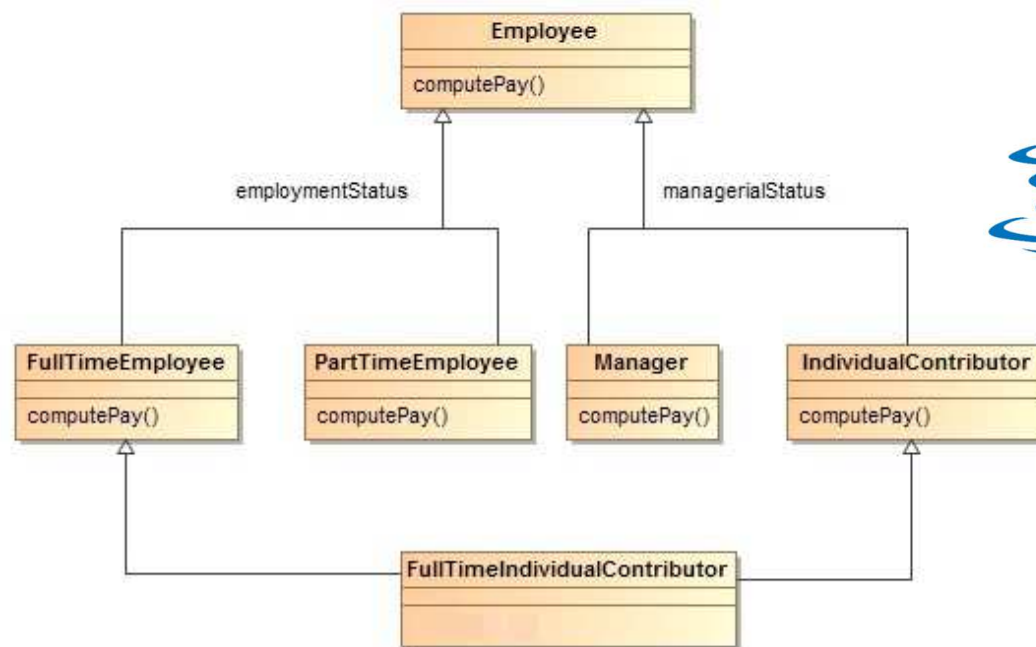 Employee
computePay()
employmentStatus
managerialStatus
FullTimeEmployee
computePay()
PartTimeEmployee
computePay()
Manager
computePay()
IndividualContributor
computePay()
FullTimeIndividualContributor